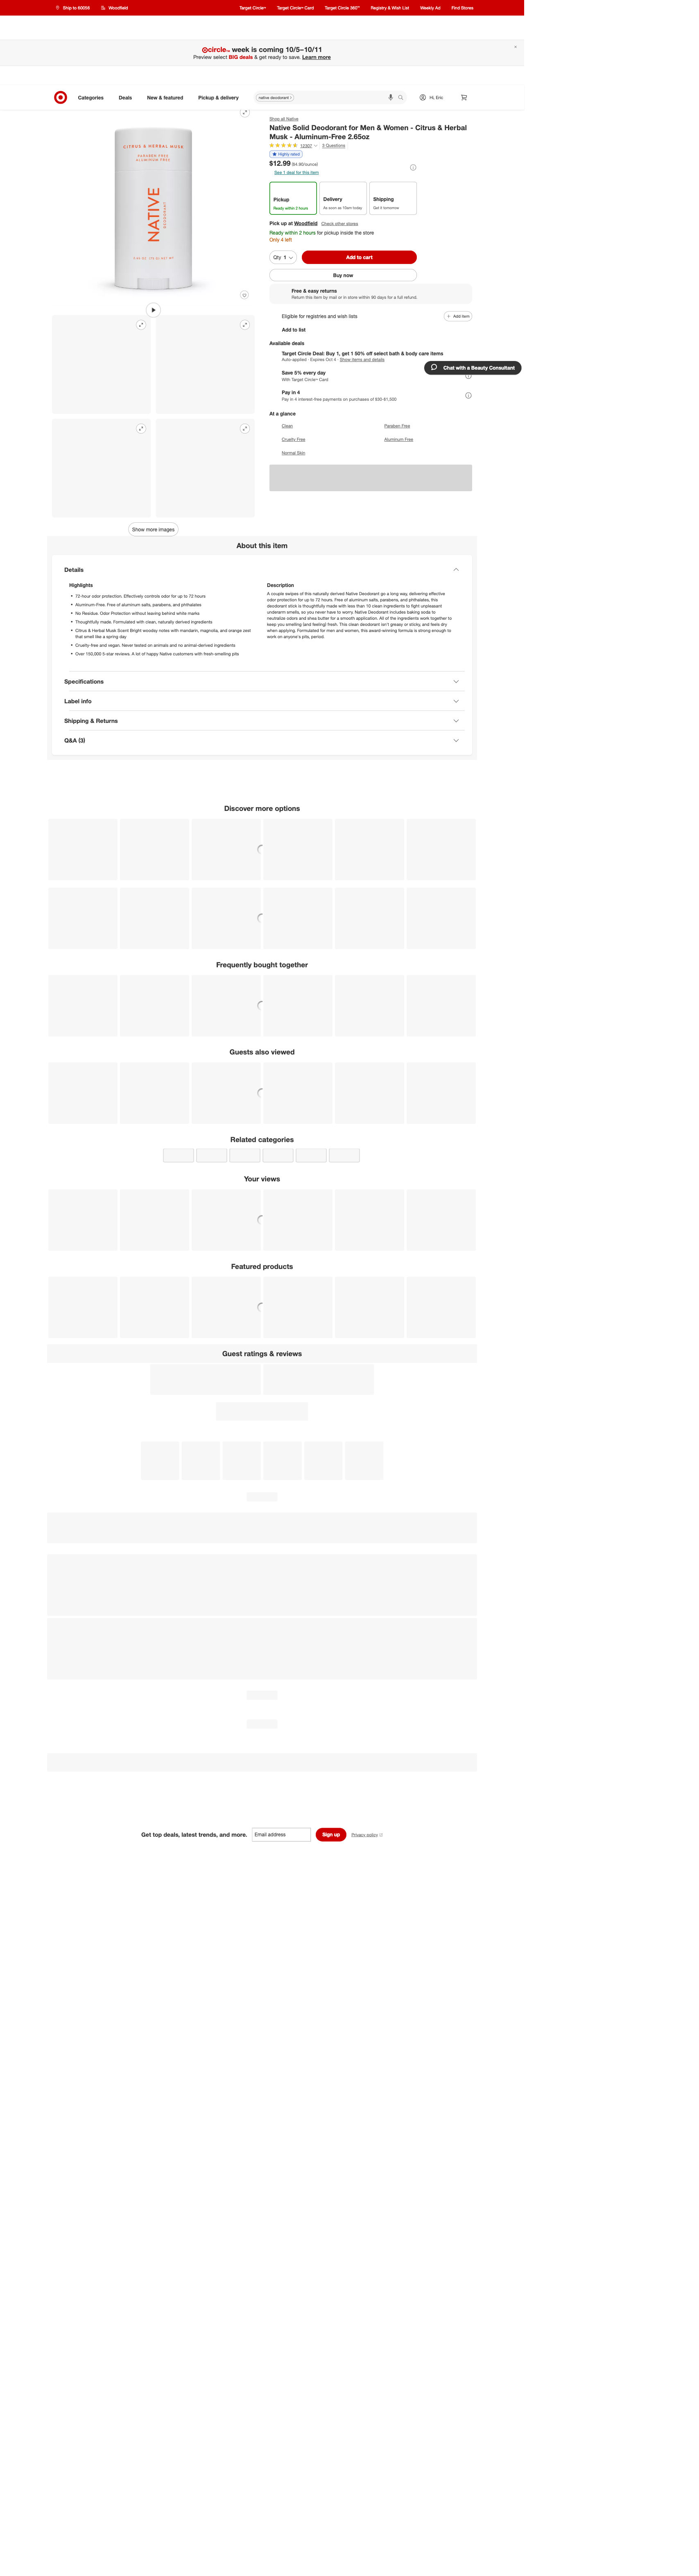 Ship to 60056
Woodfield
Target Circle™
Target Circle™ Card
Target Circle 360™
Registry & Wish List
Weekly Ad
Find Stores
circle™ week is coming 10/5–10/11
Preview select BIG deals & get ready to save. Learn more
Categories
Deals
New & featured
Pickup & delivery
native deodorant
Hi, Eric
CITRUS & HERBAL MUSK
PARABEN FREE
ALUMINUM FREE
NATIVE
DEODORANT
Shop all Native
Native Solid Deodorant for Men & Women - Citrus & Herbal
Musk - Aluminum-Free 2.65oz
12307
3 Questions
Highly rated
$12.99 ($4.90/ounce)
See 1 deal for this item
Pickup
Ready within 2 hours
Delivery
As soon as 10am today
Shipping
Get it tomorrow
Pick up at Woodfield
Check other stores
Ready within 2 hours for pickup inside the store
Only 4 left
Qty 1
Add to cart
Buy now
Free & easy returns
Return this item by mail or in store within 90 days for a full refund.
Eligible for registries and wish lists
Add item
Add to list
Available deals
Target Circle Deal: Buy 1, get 1 50% off select bath & body care items
Auto-applied · Expires Oct 4 · Show items and details
Chat with a Beauty Consultant
Save 5% every day
With Target Circle™ Card
Pay in 4
Pay in 4 interest-free payments on purchases of $30-$1,500
At a glance
Clean
Paraben Free
Cruelty Free
Aluminum Free
Normal Skin
Show more images
About this item
Details
Highlights
72-hour odor protection. Effectively controls odor for up to 72 hours
Aluminum-Free. Free of aluminum salts, parabens, and phthalates
No Residue. Odor Protection without leaving behind white marks
Thoughtfully made. Formulated with clean, naturally derived ingredients
Citrus & Herbal Musk Scent Bright woodsy notes with mandarin, magnolia, and orange zest
that smell like a spring day
Cruelty-free and vegan. Never tested on animals and no animal-derived ingredients
Over 150,000 5-star reviews. A lot of happy Native customers with fresh-smelling pits
Description
A couple swipes of this naturally derived Native Deodorant go a long way, delivering effective
odor protection for up to 72 hours. Free of aluminum salts, parabens, and phthalates, this
deodorant stick is thoughtfully made with less than 10 clean ingredients to fight unpleasant
underarm smells, so you never have to worry about odor. Native Deodorant includes baking soda to
neutralize odors and shea butter for a smooth application. All of the ingredients work together to
keep you smelling (and feeling) fresh. This clean deodorant isn't greasy or sticky, and feels dry
when applying. Formulated for men and women, this award-winning formula is strong enough to
work on anyone's pits, period.
Specifications
Label info
Shipping & Returns
Q&A (3)
Discover more options
Frequently bought together
Guests also viewed
Related categories
Your views
Featured products
Guest ratings & reviews
Get top deals, latest trends, and more.
Email address
Sign up
Privacy policy